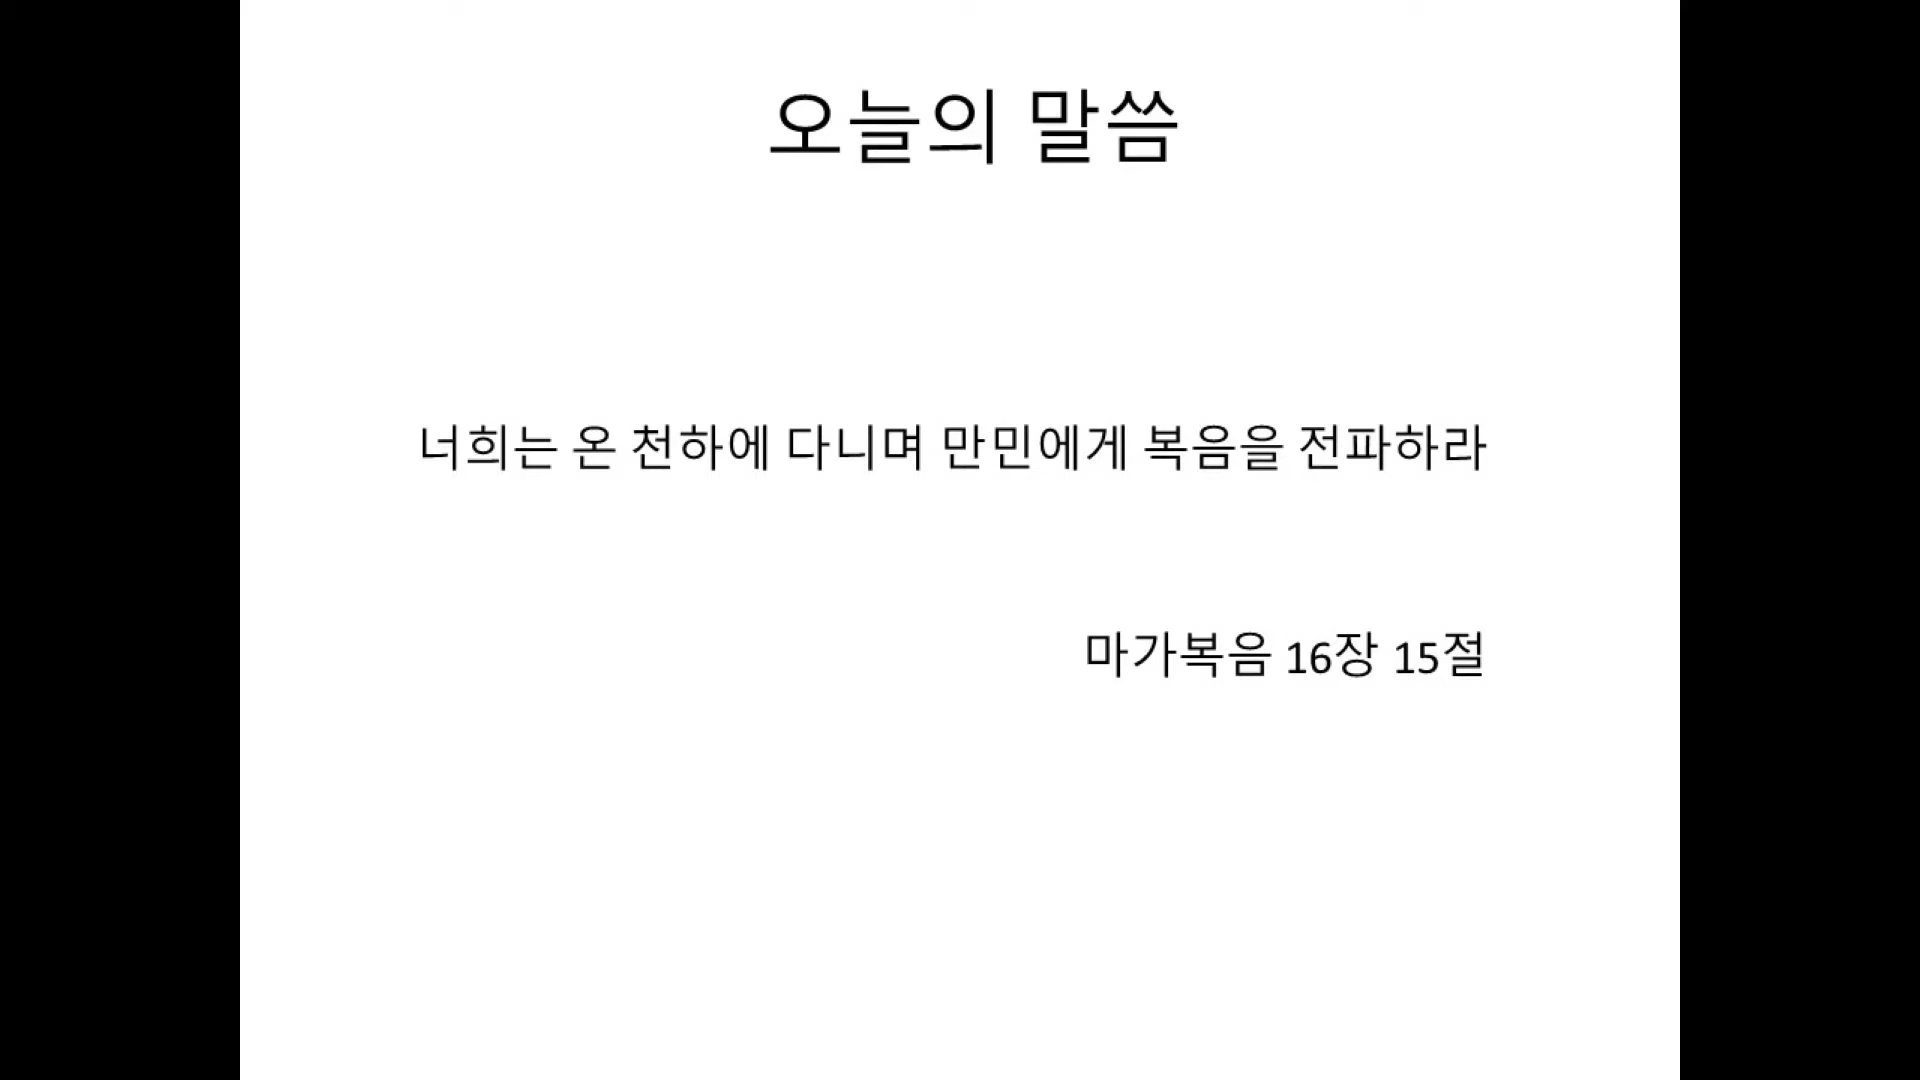 오늘의 말씀
너희는 온 천하에 다니며 만민에게 복음을 전파하라
마가복음 16장 15절